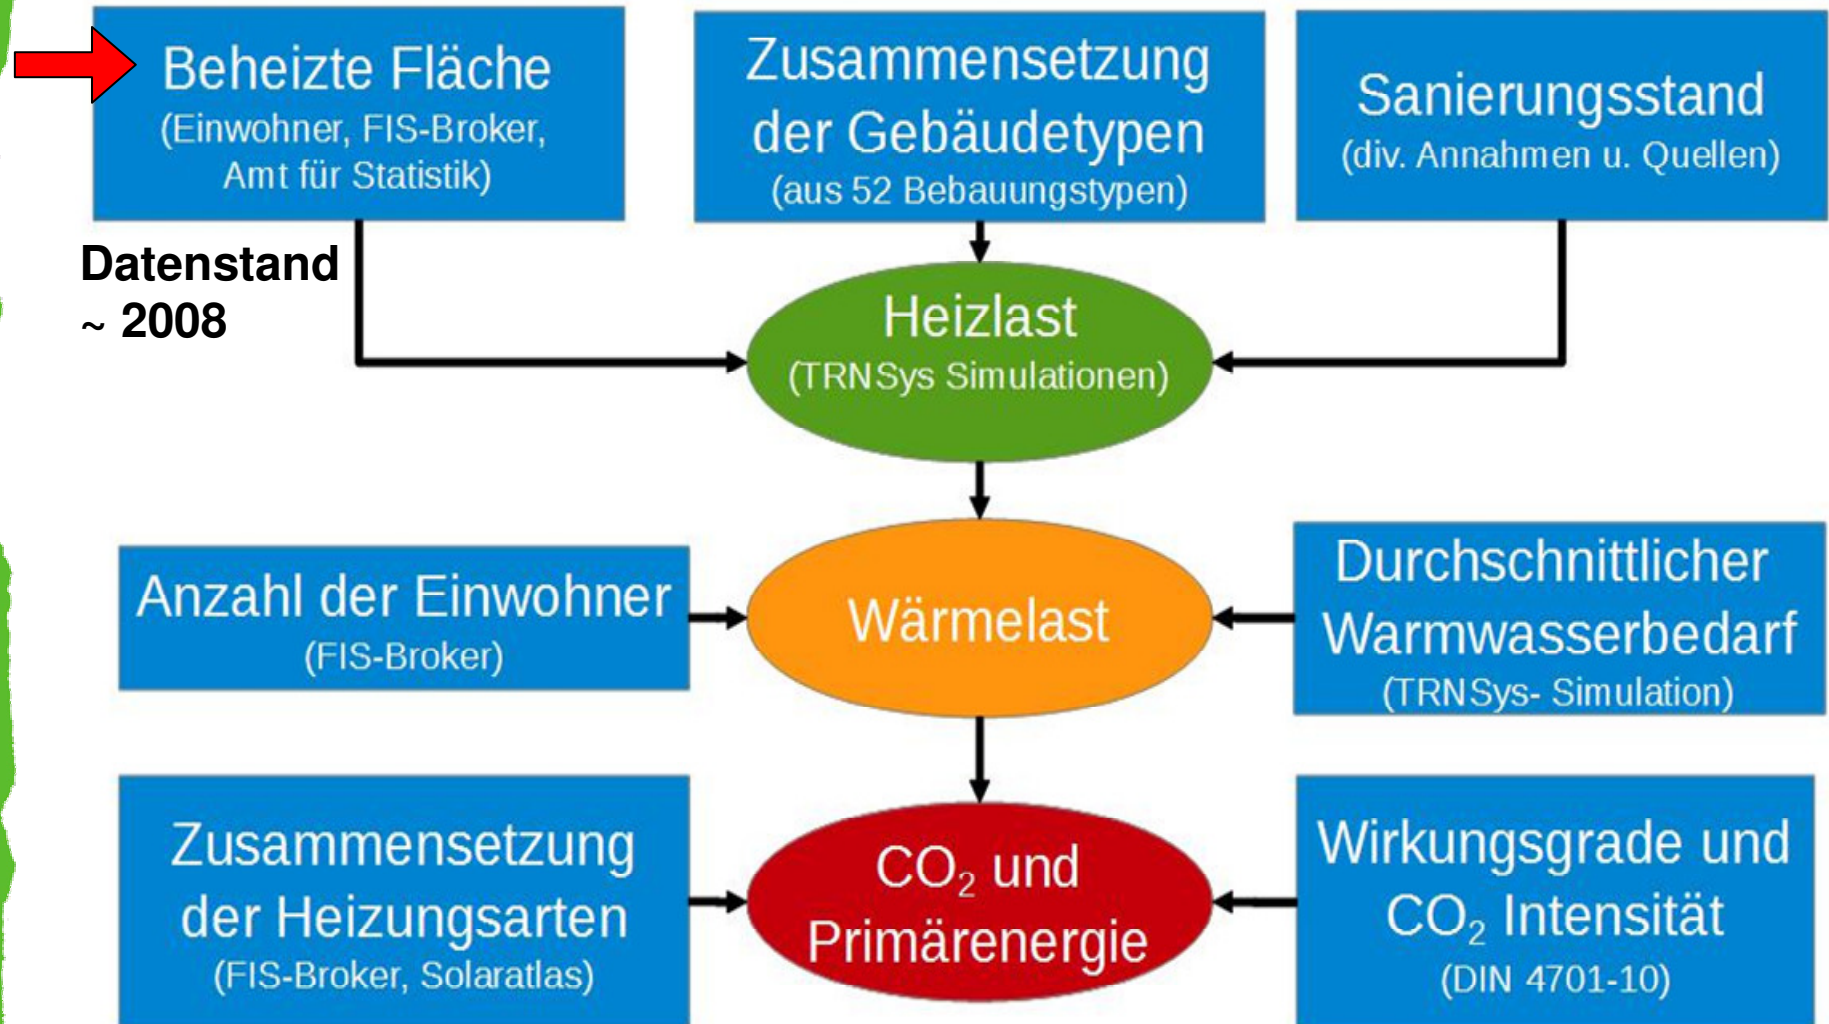 Beheizte Fläche
(Einwohner, FIS-Broker,
Amt für Statistik)
Zusammensetzung
der Gebäudetypen
(aus 52 Bebauungstypen)
Sanierungsstand
(div. Annahmen u. Quellen)
Datenstand
~ 2008
Heizlast
(TRNSys Simulationen)
Anzahl der Einwohner
(FIS-Broker)
Wärmelast
Durchschnittlicher
Warmwasserbedarf
(TRNSys- Simulation)
Zusammensetzung
der Heizungsarten
(FIS-Broker, Solaratlas)
CO₂ und
Primärenergie
Wirkungsgrade und
CO₂ Intensität
(DIN 4701-10)